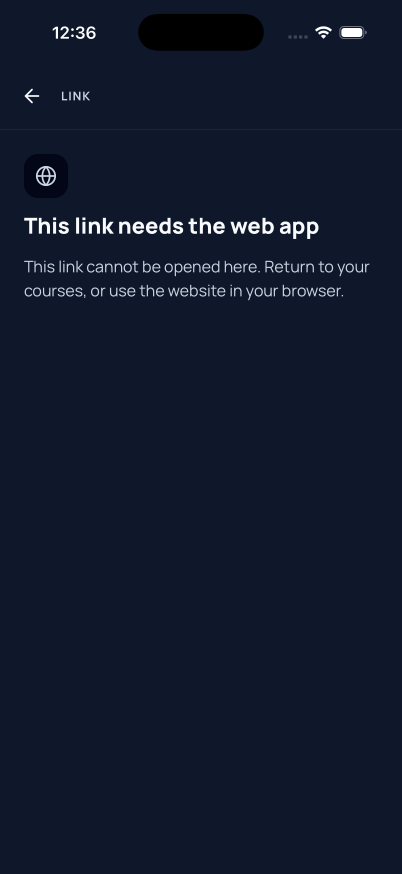 12:36
LINK
This link needs the web app
This link cannot be opened here. Return to your
courses, or use the website in your browser.